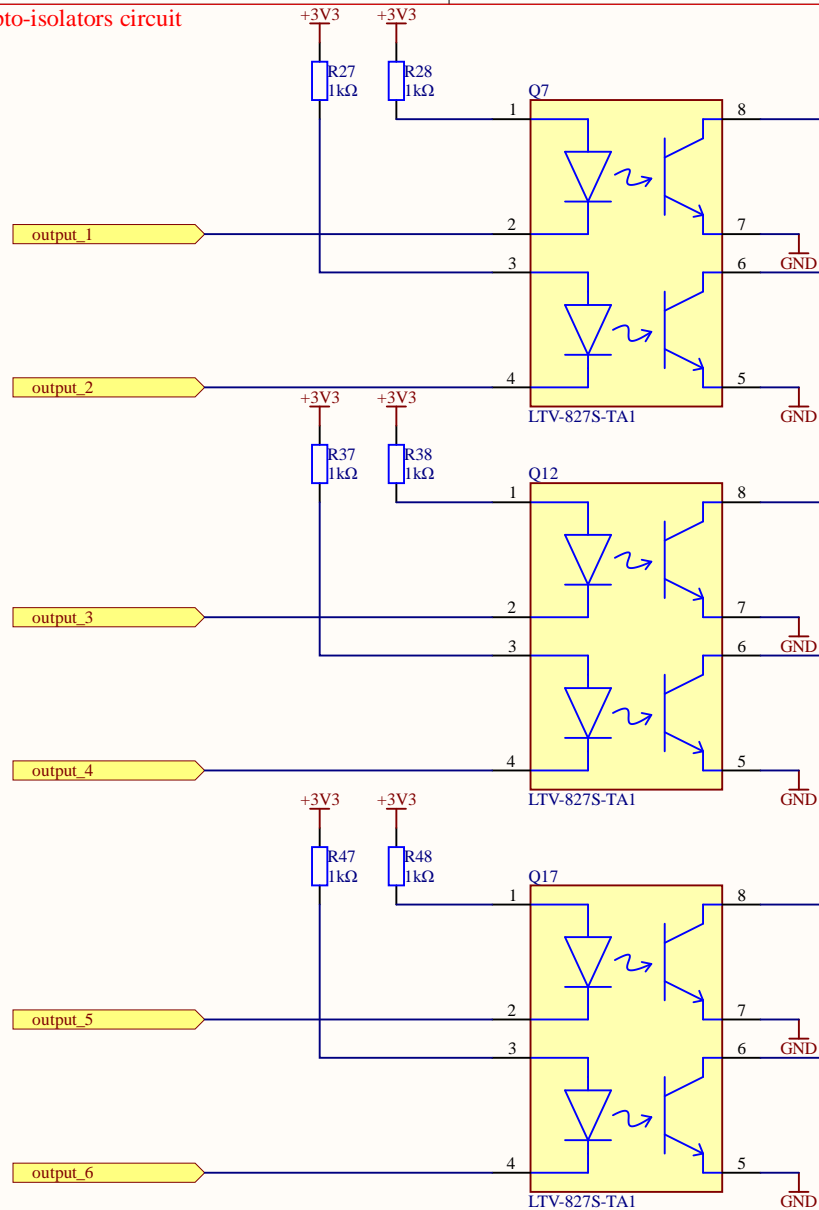 pto-isolators circuit
+3V3 +3V3
R27 R28
1kΩ 1kΩ
Q7
1 8
output_1 2 7
3 6 GND
output_2 4 5
LTV-827S-TA1 GND
+3V3 +3V3
R37 R38
1kΩ 1kΩ
Q12
1 8
output_3 2 7
3 6 GND
output_4 4 5
LTV-827S-TA1 GND
+3V3 +3V3
R47 R48
1kΩ 1kΩ
Q17
1 8
output_5 2 7
3 6 GND
output_6 4 5
LTV-827S-TA1 GND